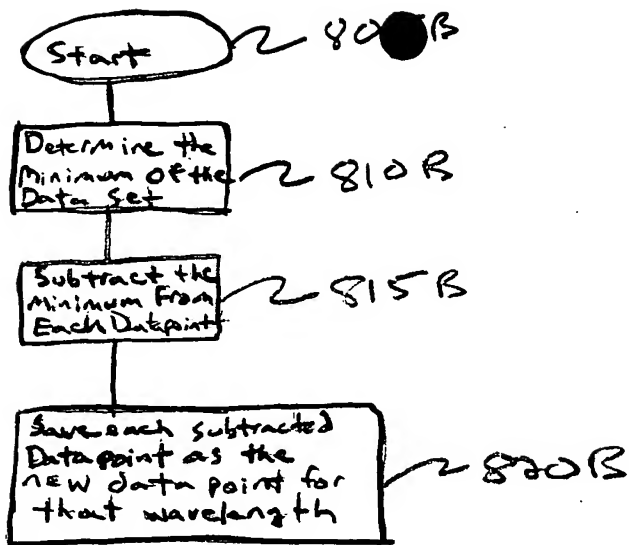 Start
80 B
Determine the
Minimum of the
Data Set
810 B
Subtract the
Minimum From
Each Datapoint
815 B
Save each subtracted
Datapoint as the
new data point for
that wavelength
820 B